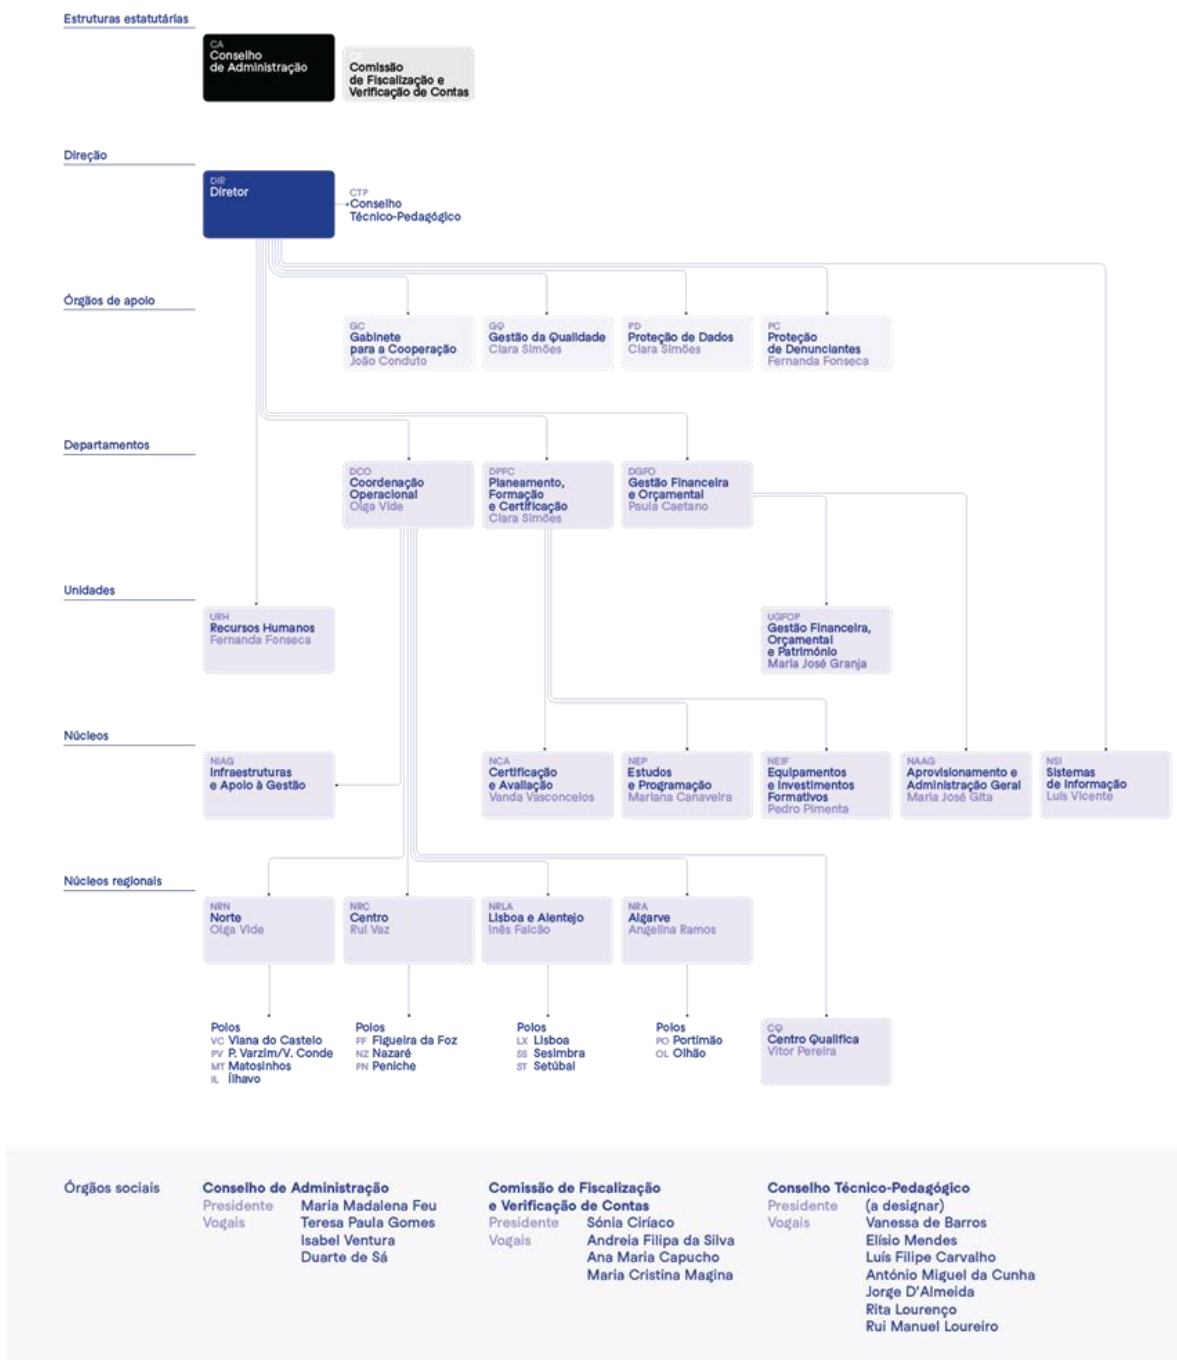 Estruturas estatutárias
CA
Conselho
de Administração
Comissão
de Fiscalização e
Verificação de Contas
Direção
DIR
Diretor
CTP
Conselho
Técnico-Pedagógico
Órgãos de apoio
GC
Gabinete
para a Cooperação
João Conduto
GQ
Gestão da Qualidade
Clara Simões
PD
Proteção de Dados
Clara Simões
PC
Proteção
de Denunciantes
Fernanda Fonseca
Departamentos
DCO
Coordenação
Operacional
Olga Vide
DPFC
Planeamento,
Formação
e Certificação
Clara Simões
DGFO
Gestão Financeira
e Orçamental
Paula Caetano
Unidades
URH
Recursos Humanos
Fernanda Fonseca
UGFOP
Gestão Financeira,
Orçamental
e Património
Maria José Granja
Núcleos
NIAG
Infraestruturas
e Apoio à Gestão
NCA
Certificação
e Avaliação
Vanda Vasconcelos
NEP
Estudos
e Programação
Mariana Canaveira
NEIF
Equipamentos
e Investimentos
Formativos
Pedro Pimenta
NAAG
Aprovisionamento e
Administração Geral
Maria José Gita
NSI
Sistemas
de Informação
Luís Vicente
Núcleos regionais
NRN
Norte
Olga Vide
NRC
Centro
Rui Vaz
NRLA
Lisboa e Alentejo
Inês Falcão
NRA
Algarve
Angelina Ramos
Polos
VC Viana do Castelo
PV P. Varzim/V. Conde
MT Matosinhos
IL Ílhavo
Polos
FF Figueira da Foz
NZ Nazaré
PN Peniche
Polos
LX Lisboa
SS Sesimbra
ST Setúbal
Polos
PO Portimão
OL Olhão
CQ
Centro Qualifica
Vitor Pereira
Órgãos sociais
Conselho de Administração
Presidente Maria Madalena Feu
Vogais Teresa Paula Gomes
Isabel Ventura
Duarte de Sá
Comissão de Fiscalização
e Verificação de Contas
Presidente Sónia Ciríaco
Vogais Andreia Filipa da Silva
Ana Maria Capucho
Maria Cristina Magina
Conselho Técnico-Pedagógico
Presidente (a designar)
Vogais Vanessa de Barros
Elísio Mendes
Luís Filipe Carvalho
António Miguel da Cunha
Jorge D'Almeida
Rita Lourenço
Rui Manuel Loureiro